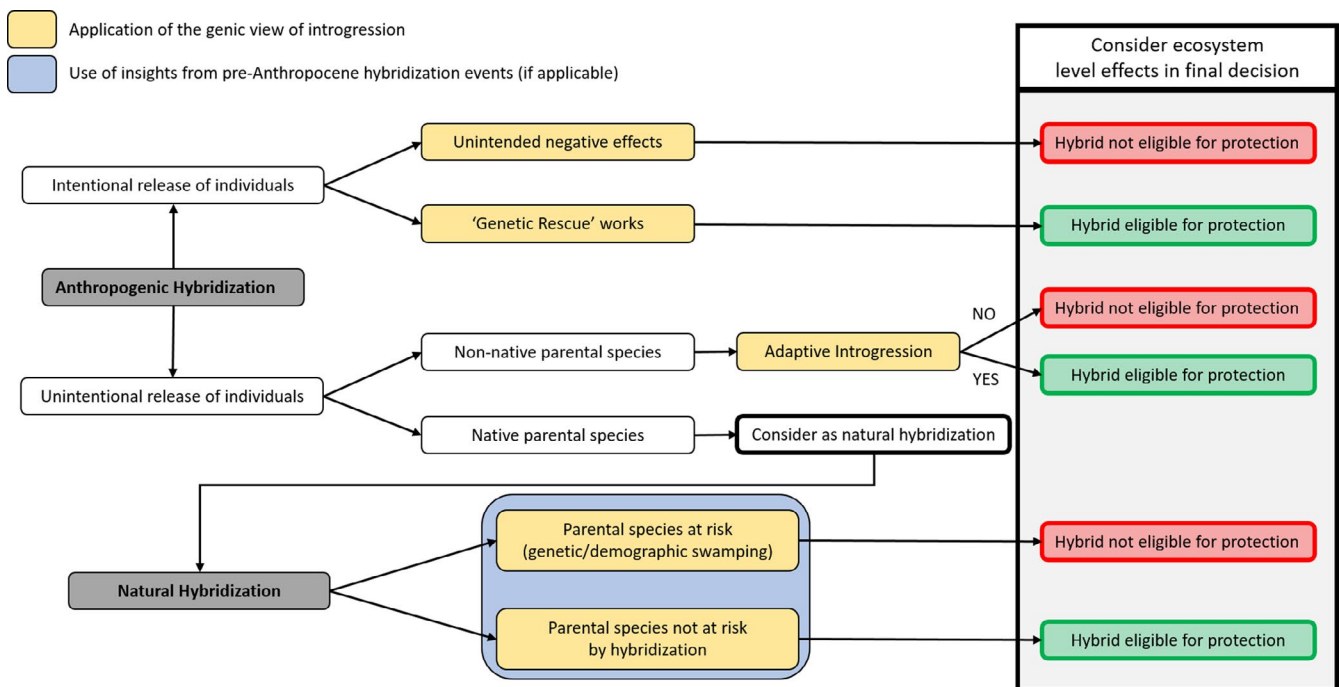 Application of the genic view of introgression
Use of insights from pre-Anthropocene hybridization events (if applicable)
Consider ecosystem
level effects in final decision
Unintended negative effects
Hybrid not eligible for protection
Intentional release of individuals
‘Genetic Rescue’ works
Hybrid eligible for protection
Anthropogenic Hybridization
Hybrid not eligible for protection
NO
Non-native parental species
Adaptive Introgression
YES
Hybrid eligible for protection
Unintentional release of individuals
Native parental species
Consider as natural hybridization
Parental species at risk
(genetic/demographic swamping)
Hybrid not eligible for protection
Natural Hybridization
Parental species not at risk
by hybridization
Hybrid eligible for protection